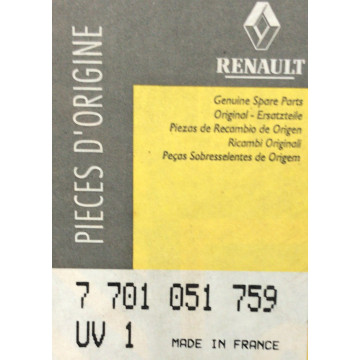 PIECES D'ORIGINE
RENAULT
Genuine Spare Parts
Original - Ersatzteile
Piezas de Recambio de Origen
Ricambi Originali
Peças Sobresselentes de Origem
7 701 051 759
UV 1 MADE IN FRANCE